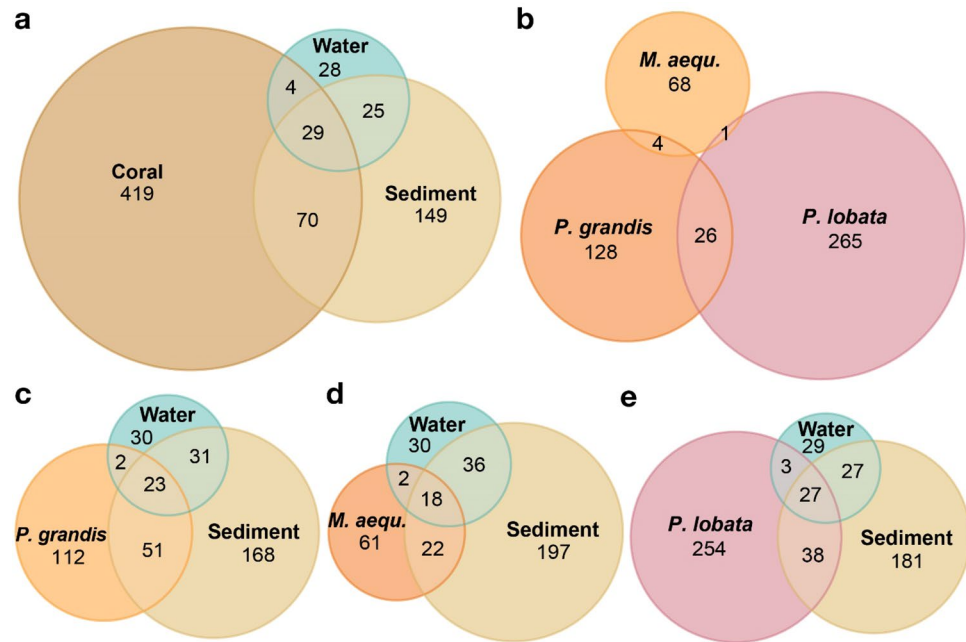 a
Water
28
4
25
29
Coral
419
Sediment
149
70
b
M. aequ.
68
4
1
P. grandis
128
26
P. lobata
265
c
Water
30
2
31
23
P. grandis
112
51
Sediment
168
d
Water
30
2
36
18
M. aequ.
61
22
Sediment
197
e
Water
29
3
27
27
P. lobata
254
38
Sediment
181